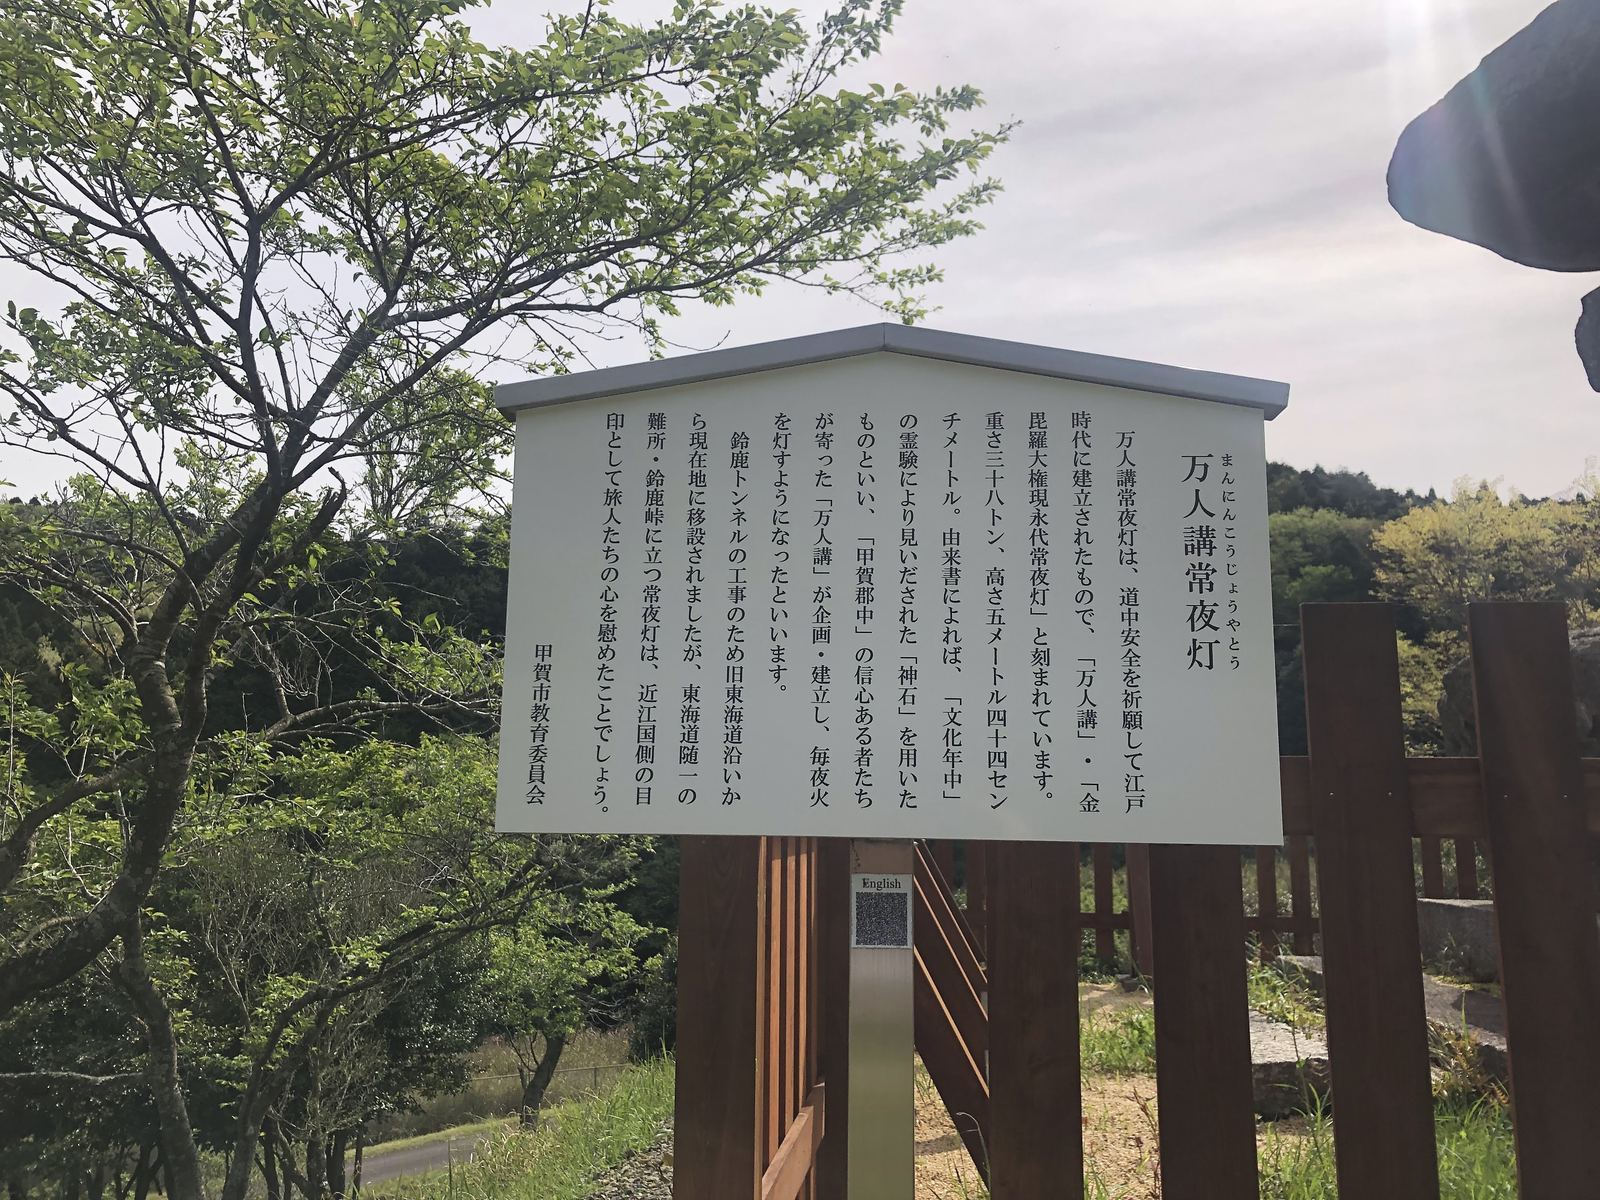 まんにんこうじょうやとう
万人講常夜灯
万人講常夜灯は、道中安全を祈願して江戸
時代に建立されたもので、「万人講」・「金
毘羅大権現永代常夜灯」と刻まれています。
重さ三十八トン、高さ五メートル四十四セン
チメートル。由来書によれば、「文化年中」
の霊験により見いだされた「神石」を用いた
ものといい、「甲賀郡中」の信心ある者たち
が寄った「万人講」が企画・建立し、毎夜火
を灯すようになったといいます。
鈴鹿トンネルの工事のため旧東海道沿いか
ら現在地に移設されましたが、東海道随一の
難所・鈴鹿峠に立つ常夜灯は、近江国側の目
印として旅人たちの心を慰めたことでしょう。
甲賀市教育委員会
English